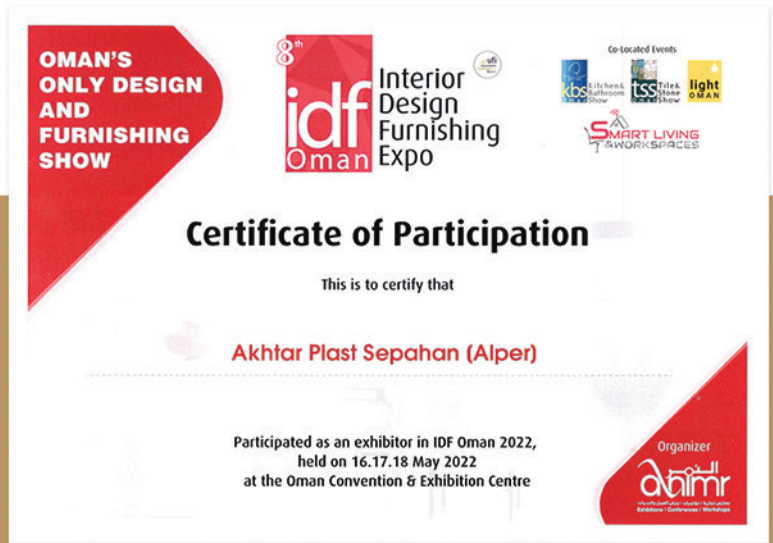 OMAN'S
ONLY DESIGN
AND
FURNISHING
SHOW
8th
idf
Oman
Interior
Design
Furnishing
Expo
ufi
Co-Located Events
kbs Kitchen & Bathroom Show
tss Tile & Stone Show
light OMAN
SMART LIVING
& WORKSPACES
Certificate of Participation
This is to certify that
Akhtar Plast Sepahan (Alper)
Participated as an exhibitor in IDF Oman 2022,
held on 16.17.18 May 2022
at the Oman Convention & Exhibition Centre
Organizer
النمر
alnimr
Exhibitions | Conferences | Workshops